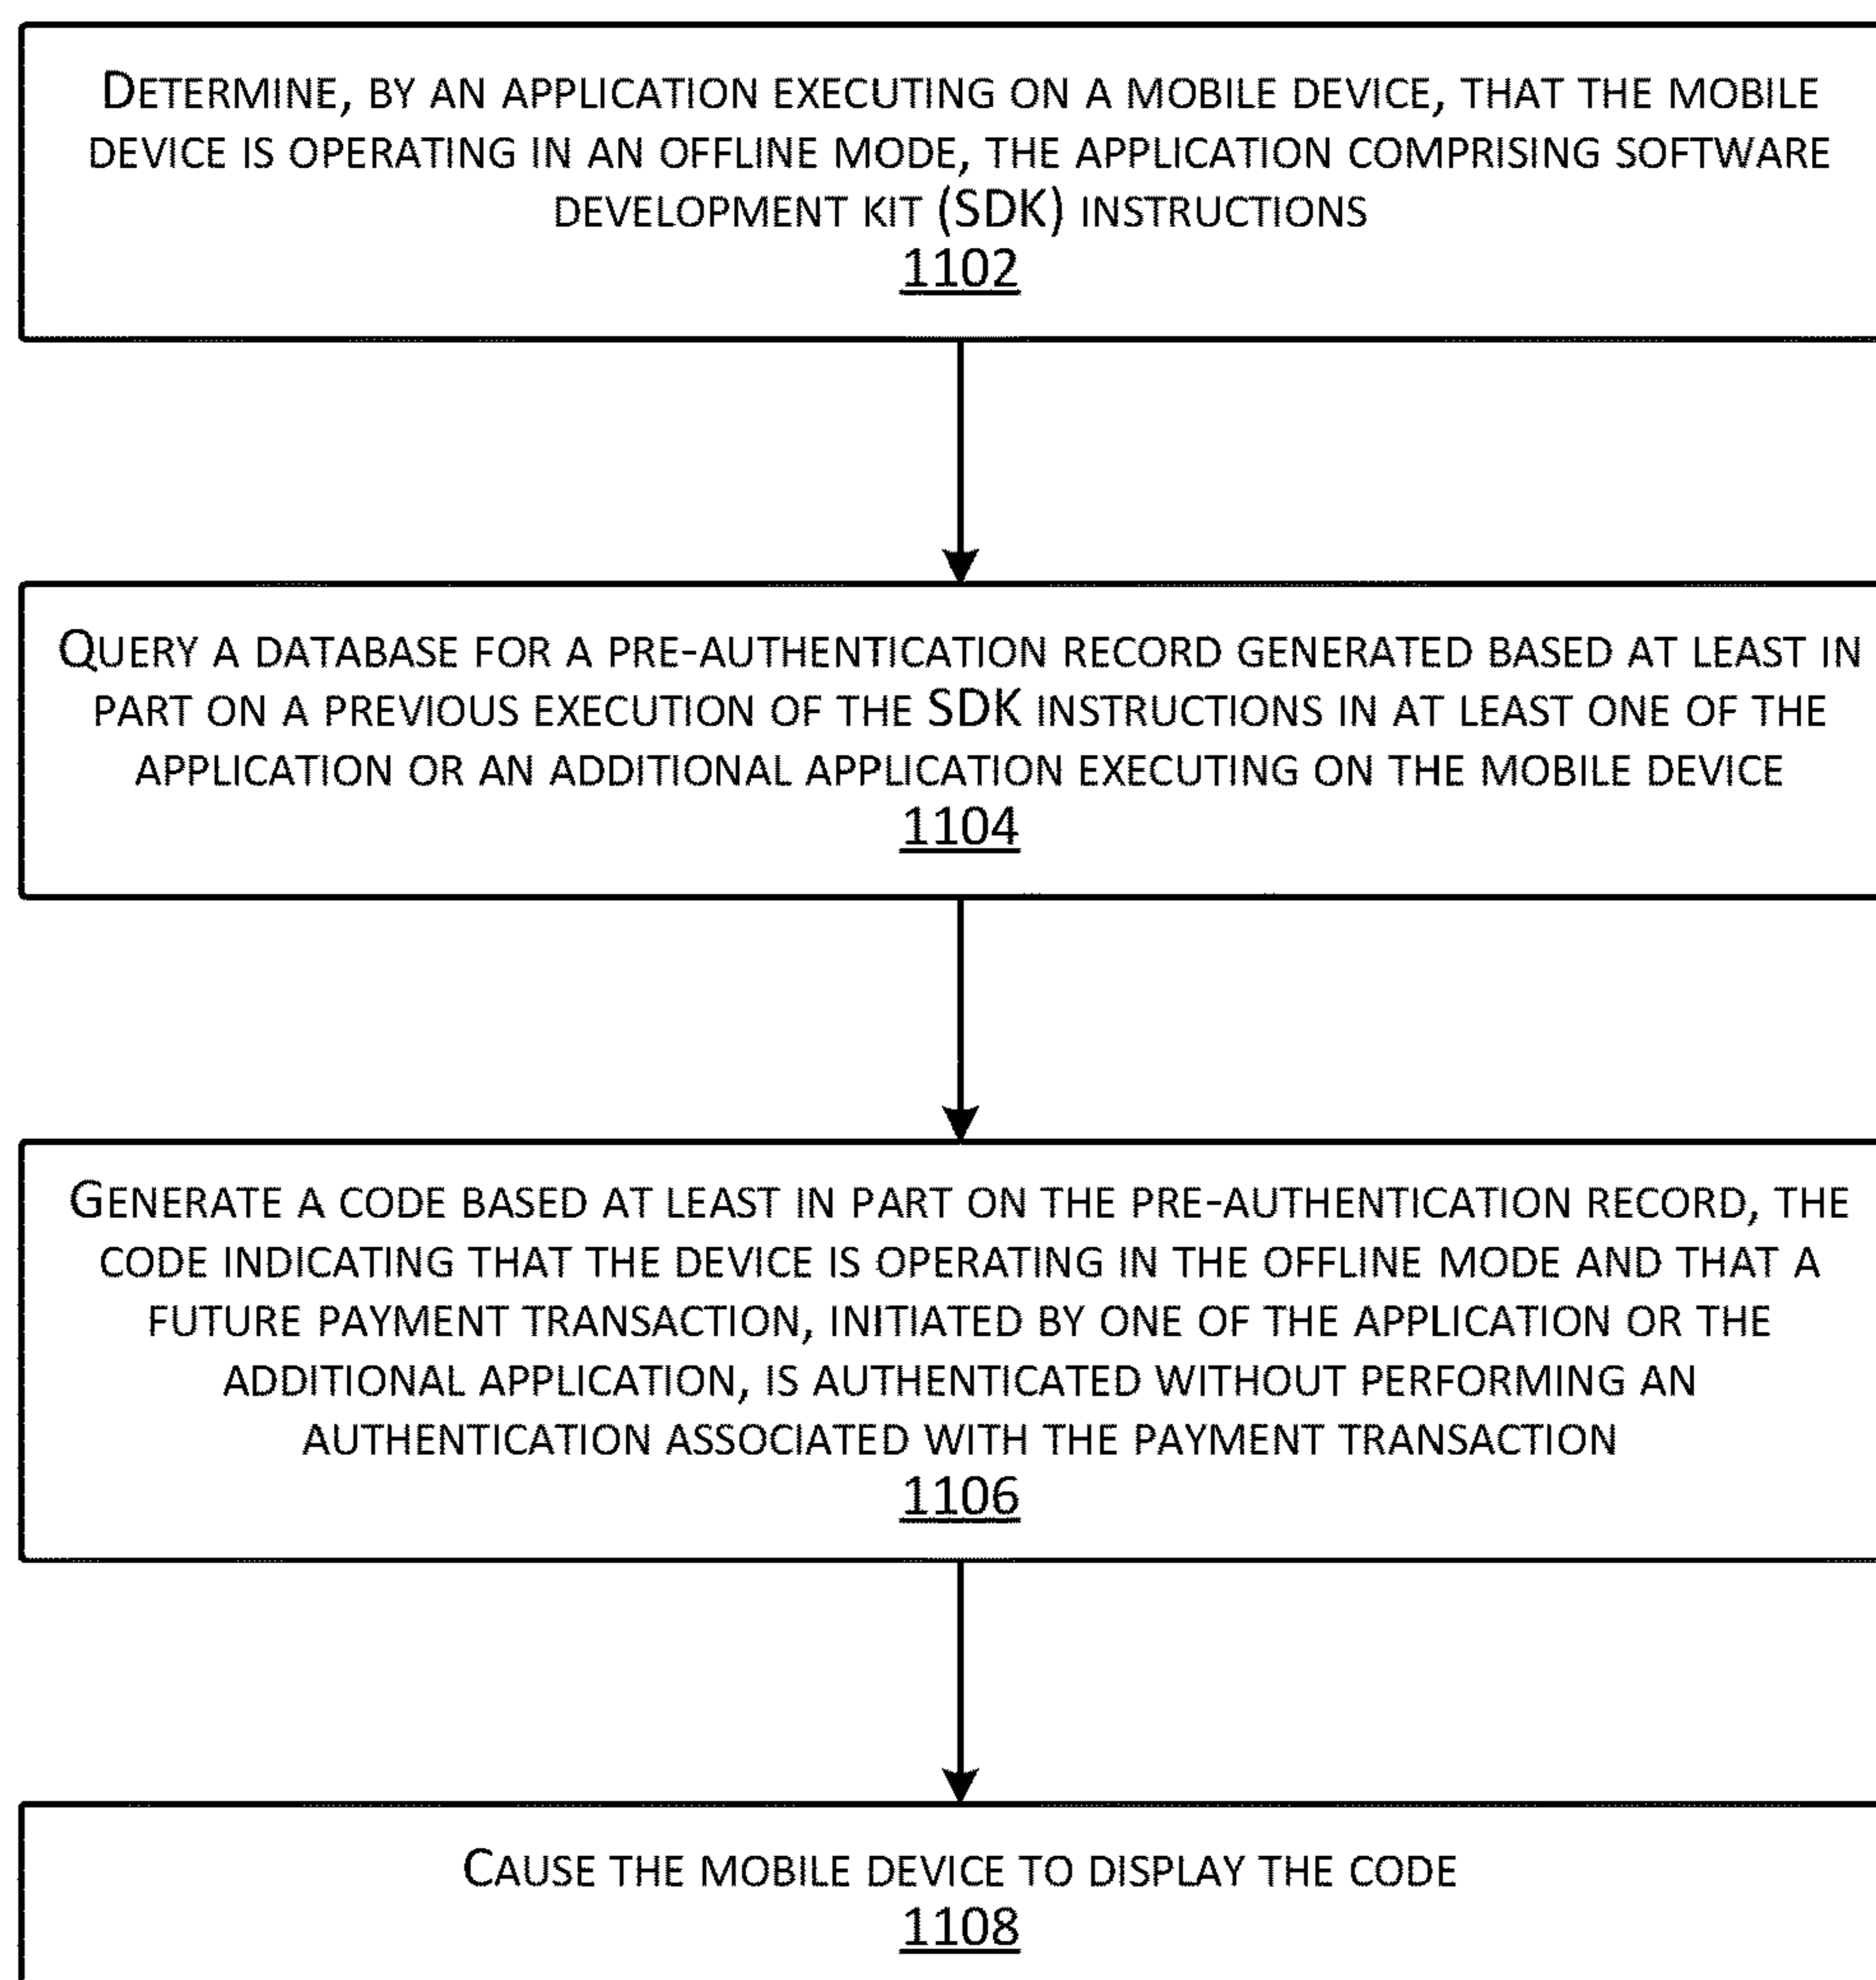 DETERMINE, BY AN APPLICATION EXECUTING ON A MOBILE DEVICE, THAT THE MOBILE
DEVICE IS OPERATING IN AN OFFLINE MODE, THE APPLICATION COMPRISING SOFTWARE
DEVELOPMENT KIT (SDK) INSTRUCTIONS
1102
QUERY A DATABASE FOR A PRE-AUTHENTICATION RECORD GENERATED BASED AT LEAST IN
PART ON A PREVIOUS EXECUTION OF THE SDK INSTRUCTIONS IN AT LEAST ONE OF THE
APPLICATION OR AN ADDITIONAL APPLICATION EXECUTING ON THE MOBILE DEVICE
1104
GENERATE A CODE BASED AT LEAST IN PART ON THE PRE-AUTHENTICATION RECORD, THE
CODE INDICATING THAT THE DEVICE IS OPERATING IN THE OFFLINE MODE AND THAT A
FUTURE PAYMENT TRANSACTION, INITIATED BY ONE OF THE APPLICATION OR THE
ADDITIONAL APPLICATION, IS AUTHENTICATED WITHOUT PERFORMING AN
AUTHENTICATION ASSOCIATED WITH THE PAYMENT TRANSACTION
1106
CAUSE THE MOBILE DEVICE TO DISPLAY THE CODE
1108